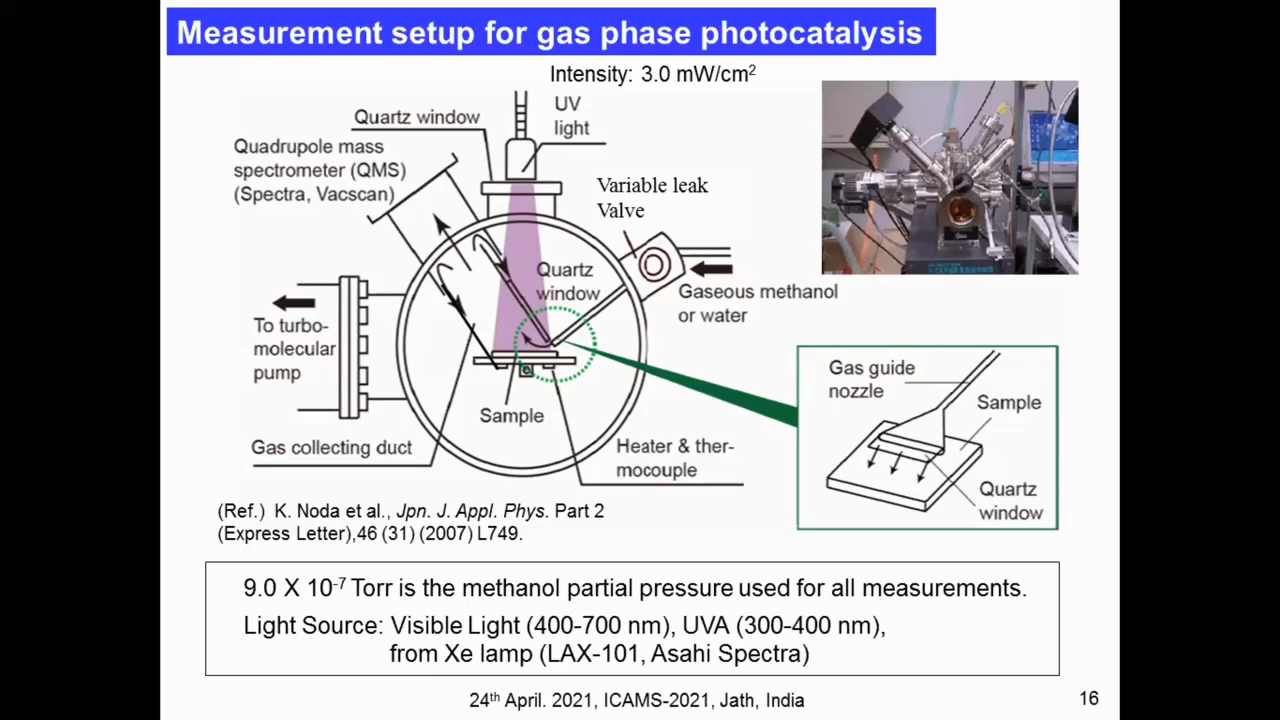 Measurement setup for gas phase photocatalysis
Intensity: 3.0 mW/cm²
Quartz window
UV
light
Quadrupole mass
spectrometer (QMS)
(Spectra, Vacscan)
Variable leak
Valve
Quartz
window
Gaseous methanol
or water
To turbo-
molecular
pump
Sample
Gas collecting duct
Heater & ther-
mocouple
Gas guide
nozzle
Sample
Quartz
window
(Ref.) K. Noda et al., Jpn. J. Appl. Phys. Part 2
(Express Letter),46 (31) (2007) L749.
9.0 X 10⁻⁷ Torr is the methanol partial pressure used for all measurements.
Light Source: Visible Light (400-700 nm), UVA (300-400 nm),
from Xe lamp (LAX-101, Asahi Spectra)
24ᵗʰ April. 2021, ICAMS-2021, Jath, India
16